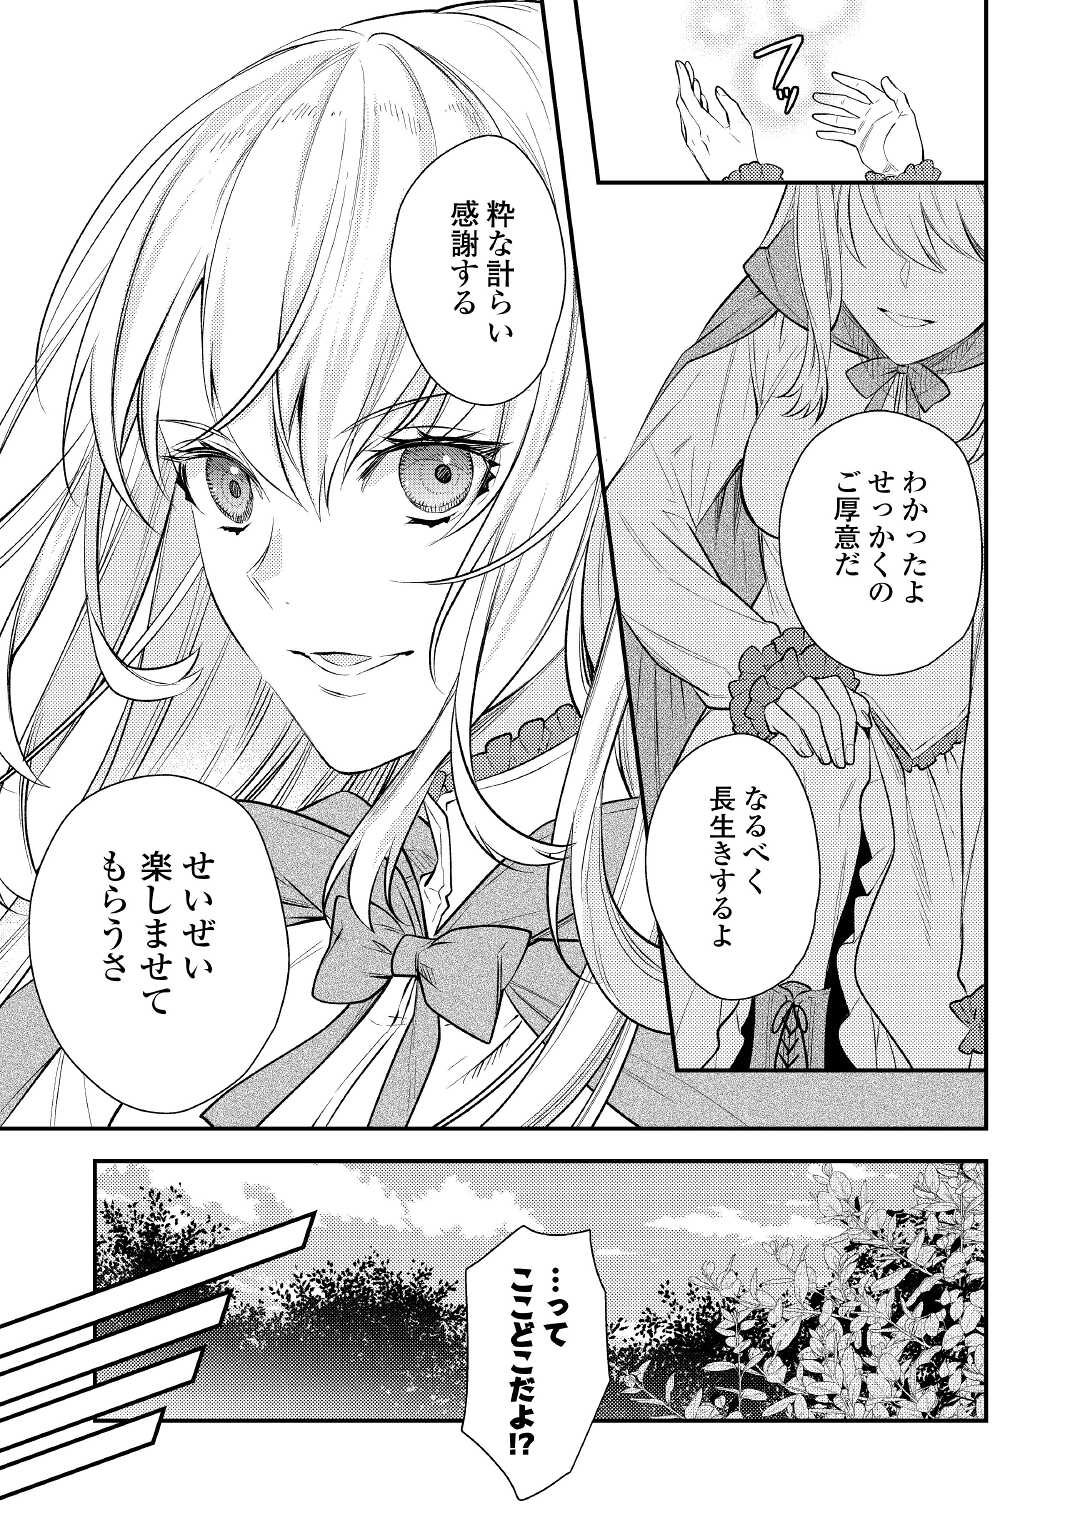 フッ
わかったよ
せっかくの
ご厚意だ
なるべく
長生きするよ
粋な計らい
感謝する
せいぜい
楽しませて
もらうさ
…って
ここどこだよ!?